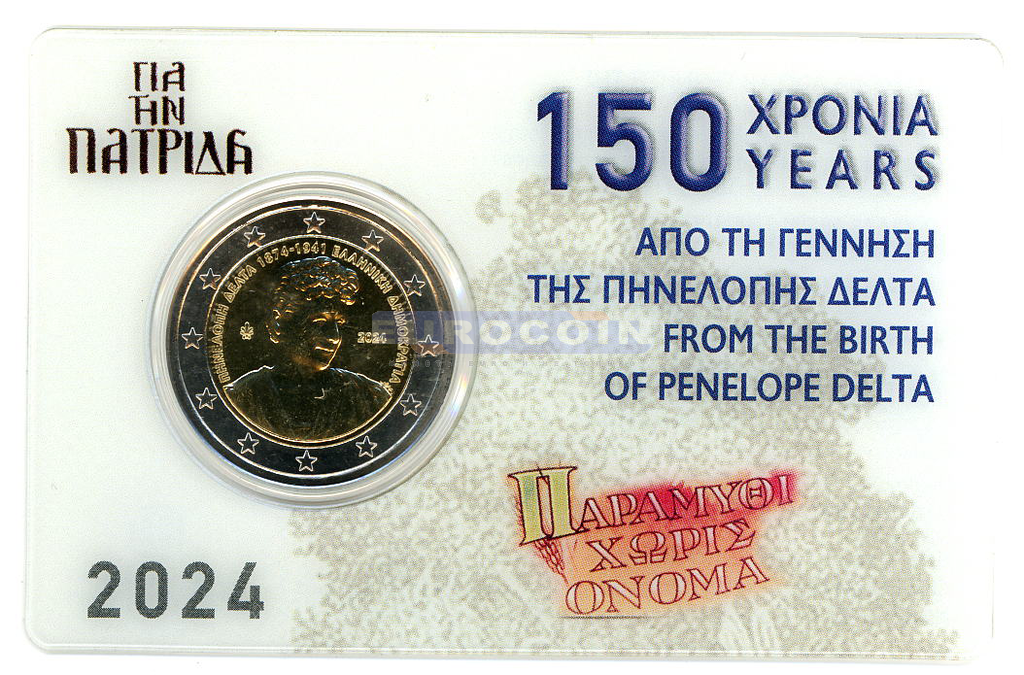 ΓΙΑ
ΤΗΝ
ΠΑΤΡΙΔΑ
150 ΧΡΟΝΙΑ
YEARS
ΑΠΟ ΤΗ ΓΕΝΝΗΣΗ
ΤΗΣ ΠΗΝΕΛΟΠΗΣ ΔΕΛΤΑ
FROM THE BIRTH
OF PENELOPE DELTA
ΠΗΝΕΛΟΠΗ ΔΕΛΤΑ 1874-1941 ΕΛΛΗΝΙΚΗ ΔΗΜΟΚΡΑΤΙΑ
2024
EUROCOIN
ΠΑΡΑΜΥΘΙ
ΧΩΡΙΣ
ΟΝΟΜΑ
2024